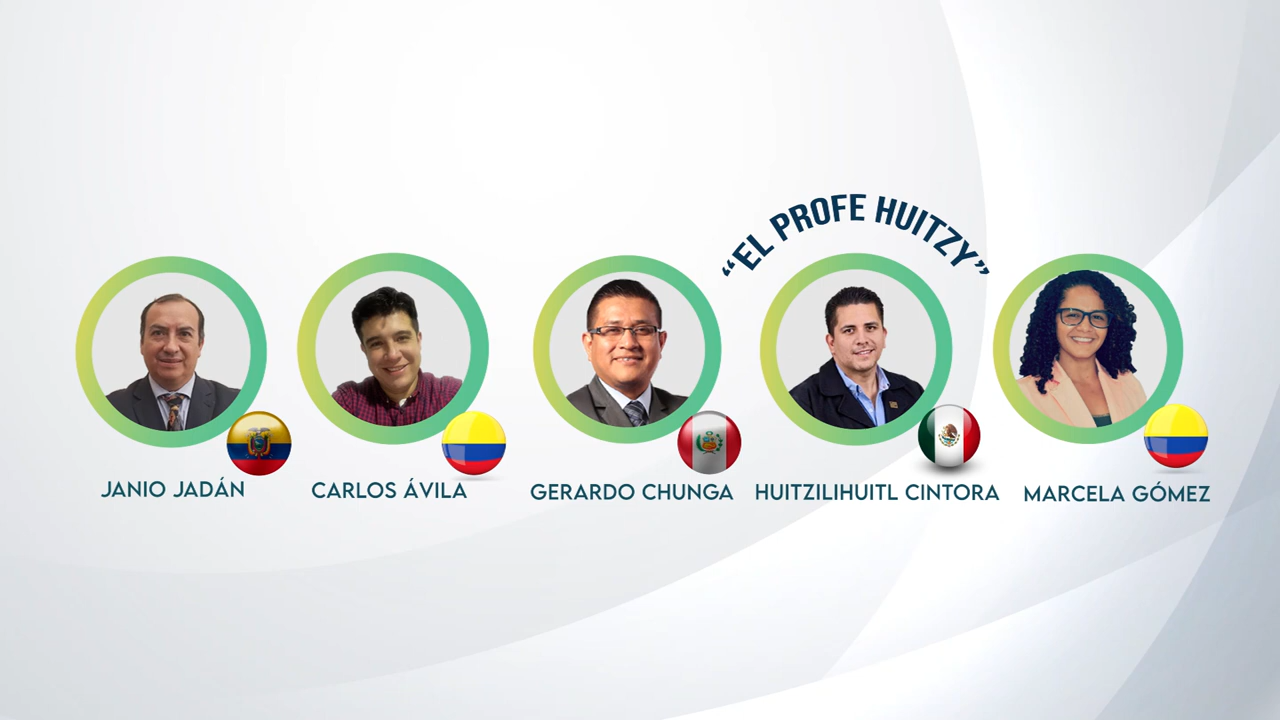 “EL PROFE HUITZY”
JANIO JADÁN
CARLOS ÁVILA
GERARDO CHUNGA
HUITZILIHUITL CINTORA
MARCELA GÓMEZ